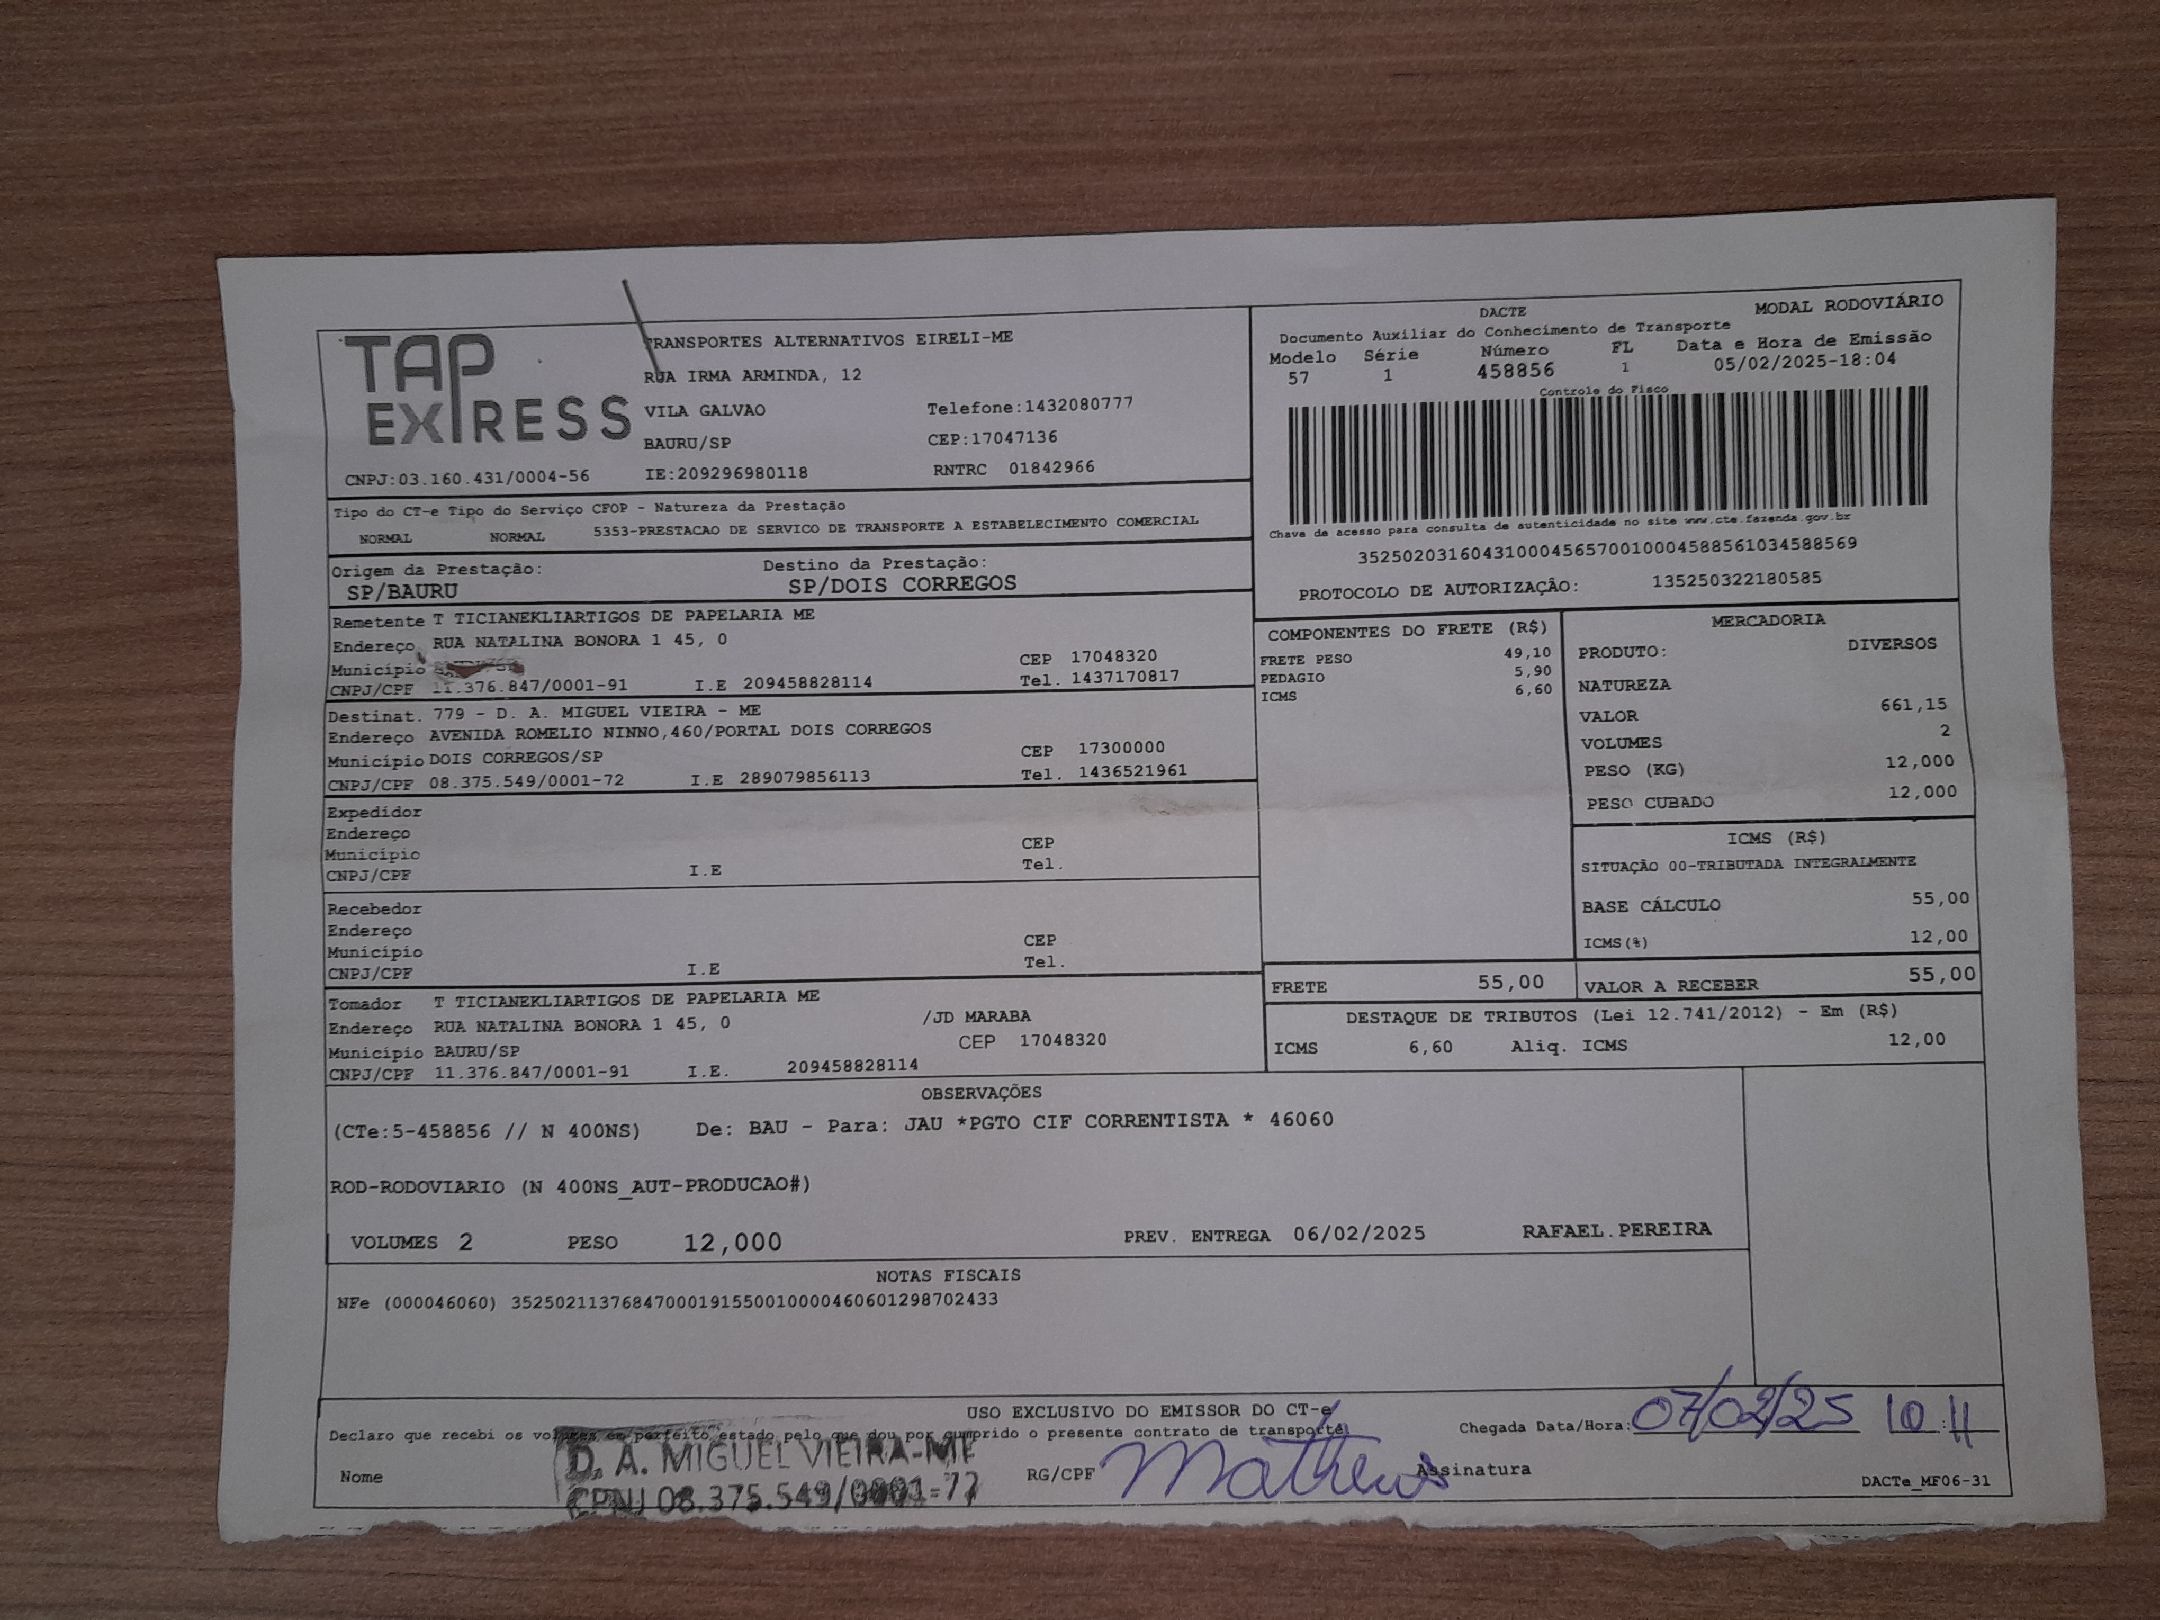 TAP EXPRESS
TRANSPORTES ALTERNATIVOS EIRELI-ME
RUA IRMA ARMINDA, 12
VILA GALVAO Telefone:1432080777
BAURU/SP CEP:17047136
CNPJ:03.160.431/0004-56 IE:209296980118 RNTRC 01842966
DACTE MODAL RODOVIÁRIO
Documento Auxiliar do Conhecimento de Transporte
Modelo Série Número FL Data e Hora de Emissão
57 1 458856 1 05/02/2025-18:04
Controle do Fisco
Chave de acesso para consulta de autenticidade no site www.cte.fazenda.gov.br
35250203160431000456570010004588561034588569
PROTOCOLO DE AUTORIZAÇÃO: 135250322180585
Tipo do CT-e Tipo do Serviço CFOP - Natureza da Prestação
NORMAL NORMAL 5353-PRESTACAO DE SERVICO DE TRANSPORTE A ESTABELECIMENTO COMERCIAL
Origem da Prestação: Destino da Prestação:
SP/BAURU SP/DOIS CORREGOS
Remetente T TICIANEKLIARTIGOS DE PAPELARIA ME
Endereço RUA NATALINA BONORA 1 45, 0
Município CEP 17048320
CNPJ/CPF 11.376.847/0001-91 I.E 209458828114 Tel. 1437170817
Destinat. 779 - D. A. MIGUEL VIEIRA - ME
Endereço AVENIDA ROMELIO NINNO,460/PORTAL DOIS CORREGOS
Município DOIS CORREGOS/SP CEP 17300000
CNPJ/CPF 08.375.549/0001-72 I.E 289079856113 Tel. 1436521961
Expedidor
Endereço
Município CEP
CNPJ/CPF I.E Tel.
Recebedor
Endereço
Município CEP
CNPJ/CPF I.E Tel.
Tomador T TICIANEKLIARTIGOS DE PAPELARIA ME
Endereço RUA NATALINA BONORA 1 45, 0 /JD MARABA
Município BAURU/SP CEP 17048320
CNPJ/CPF 11.376.847/0001-91 I.E. 209458828114
COMPONENTES DO FRETE (R$)
FRETE PESO 49,10
PEDAGIO 5,90
ICMS 6,60
MERCADORIA
PRODUTO: DIVERSOS
NATUREZA
VALOR 661,15
VOLUMES 2
PESO (KG) 12,000
PESO CUBADO 12,000
ICMS (R$)
SITUAÇÃO 00-TRIBUTADA INTEGRALMENTE
BASE CÁLCULO 55,00
ICMS(%) 12,00
FRETE 55,00 VALOR A RECEBER 55,00
DESTAQUE DE TRIBUTOS (Lei 12.741/2012) - Em (R$)
ICMS 6,60 Aliq. ICMS 12,00
OBSERVAÇÕES
(CTe:5-458856 // N 400NS) De: BAU - Para: JAU *PGTO CIF CORRENTISTA * 46060
ROD-RODOVIARIO (N 400NS_AUT-PRODUCAO#)
VOLUMES 2 PESO 12,000 PREV. ENTREGA 06/02/2025 RAFAEL.PEREIRA
NOTAS FISCAIS
NFe (000046060) 35250211376847000191550010000460601298702433
USO EXCLUSIVO DO EMISSOR DO CT-e
Declaro que recebi os volumes em perfeito estado pelo que dou por cumprido o presente contrato de transporte Chegada Data/Hora: 07/02/25 10:11
D. A. MIGUEL VIEIRA-ME
Nome RG/CPF Matheus Assinatura
CPNJ 08.375.549/0001-72
DACTe_MF06-31